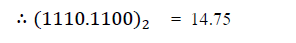 ∴ (1110.1100)₂ = 14.75